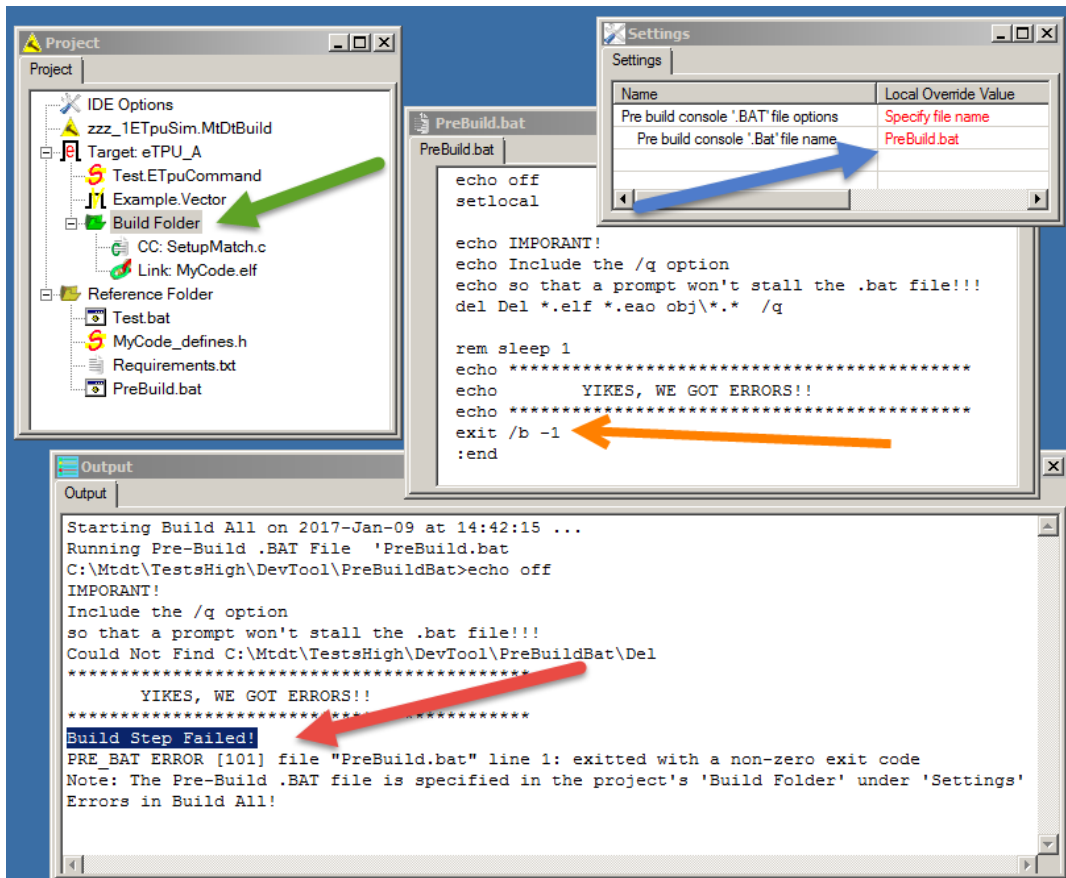 Project
Project
IDE Options
zzz_1ETpuSim.MtDtBuild
Target: eTPU_A
Test.ETpuCommand
Example.Vector
Build Folder
CC: SetupMatch.c
Link: MyCode.elf
Reference Folder
Test.bat
MyCode_defines.h
Requirements.txt
PreBuild.bat
Settings
Settings
Name Local Override Value
Pre build console '.BAT' file options Specify file name
Pre build console '.Bat' file name PreBuild.bat
PreBuild.bat
PreBuild.bat
echo off
setlocal
echo IMPORANT!
echo Include the /q option
echo so that a prompt won't stall the .bat file!!!
del Del *.elf *.eao obj\*.* /q
rem sleep 1
echo ********************************************
echo YIKES, WE GOT ERRORS!!
echo ********************************************
exit /b -1
:end
Output
Output
Starting Build All on 2017-Jan-09 at 14:42:15 ...
Running Pre-Build .BAT File 'PreBuild.bat
C:\Mtdt\TestsHigh\DevTool\PreBuildBat>echo off
IMPORANT!
Include the /q option
so that a prompt won't stall the .bat file!!!
Could Not Find C:\Mtdt\TestsHigh\DevTool\PreBuildBat\Del
********************************************
YIKES, WE GOT ERRORS!!
********************************************
Build Step Failed!
PRE_BAT ERROR [101] file "PreBuild.bat" line 1: exitted with a non-zero exit code
Note: The Pre-Build .BAT file is specified in the project's 'Build Folder' under 'Settings'
Errors in Build All!